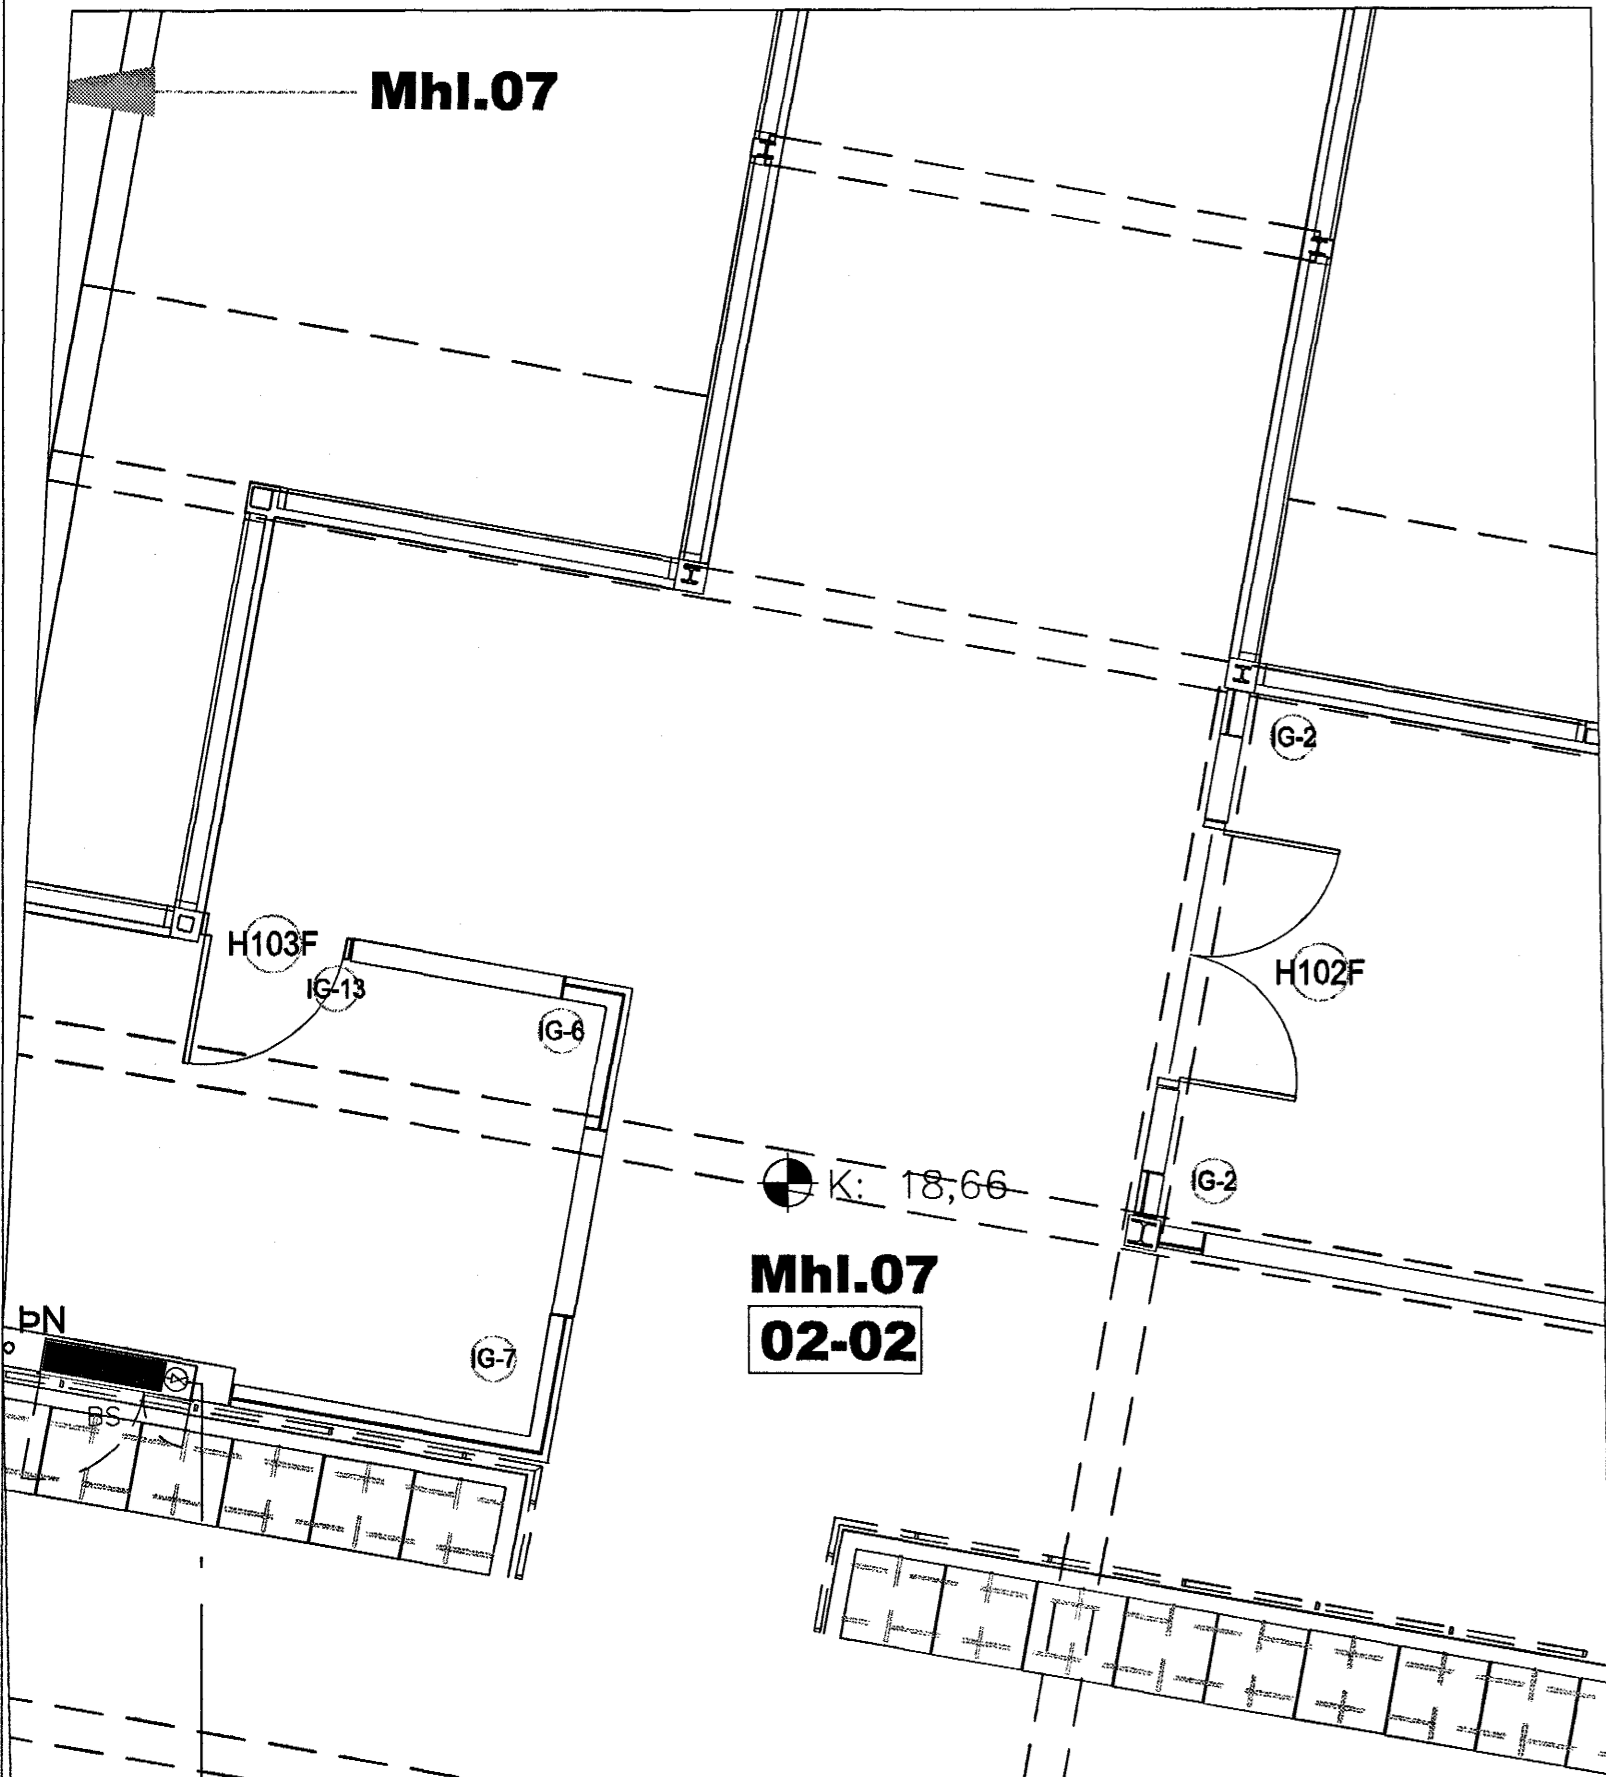 Mhl.07
IG-2
H103F
IG-13
H102F
IG-6
K: 18,66
IG-2
Mhl.07
02-02
ÞN
IG-7
BS